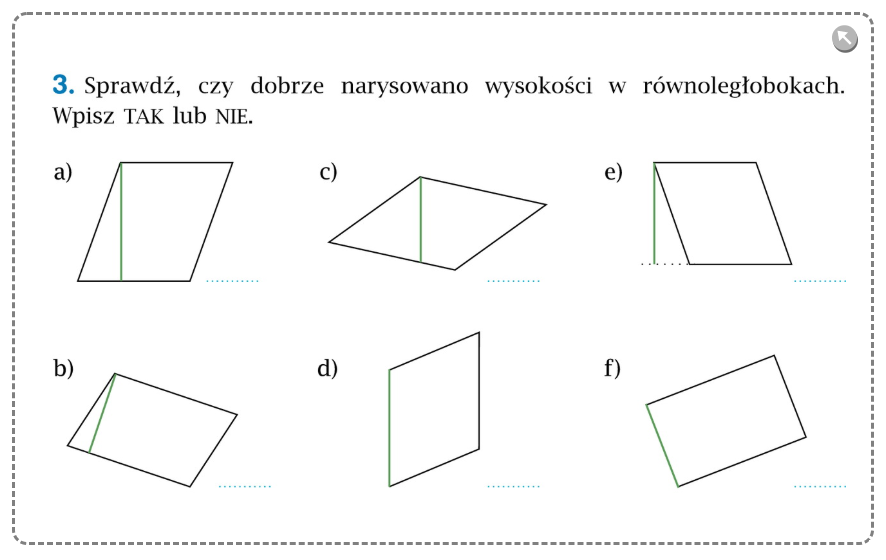 3. Sprawdź, czy dobrze narysowano wysokości w równoległobokach.
Wpisz TAK lub NIE.
a)
c)
e)
b)
d)
f)